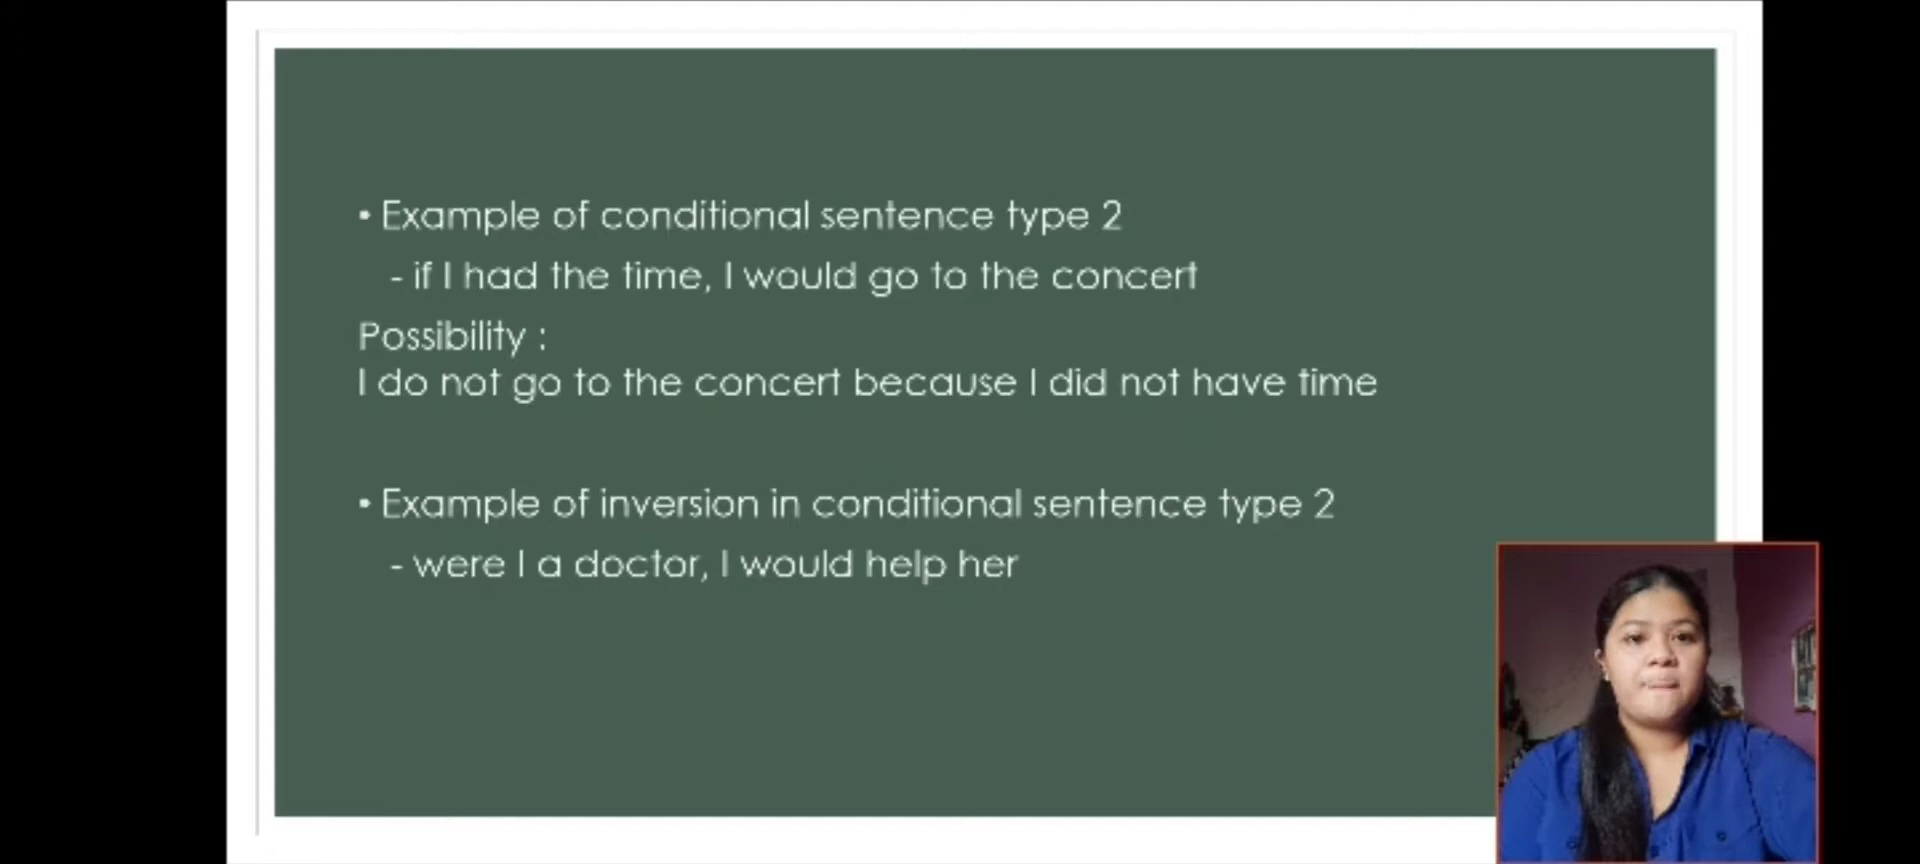 • Example of conditional sentence type 2
- if I had the time, I would go to the concert
Possibility :
I do not go to the concert because I did not have time
• Example of inversion in conditional sentence type 2
- were I a doctor, I would help her